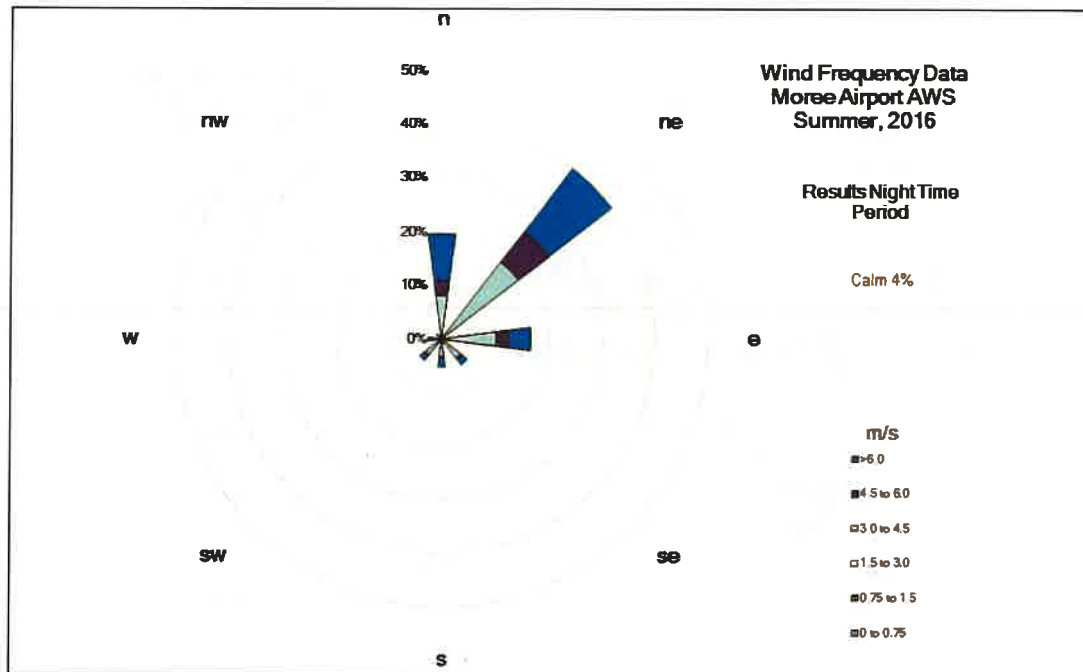 n
50%
Wind Frequency Data
Moree Airport AWS
Summer, 2016
nw
40%
ne
30%
Results Night Time
Period
20%
10%
Calm 4%
w
0%
e
m/s
>6.0
4.5 to 6.0
3.0 to 4.5
sw
se
1.5 to 3.0
0.75 to 1.5
0 to 0.75
s